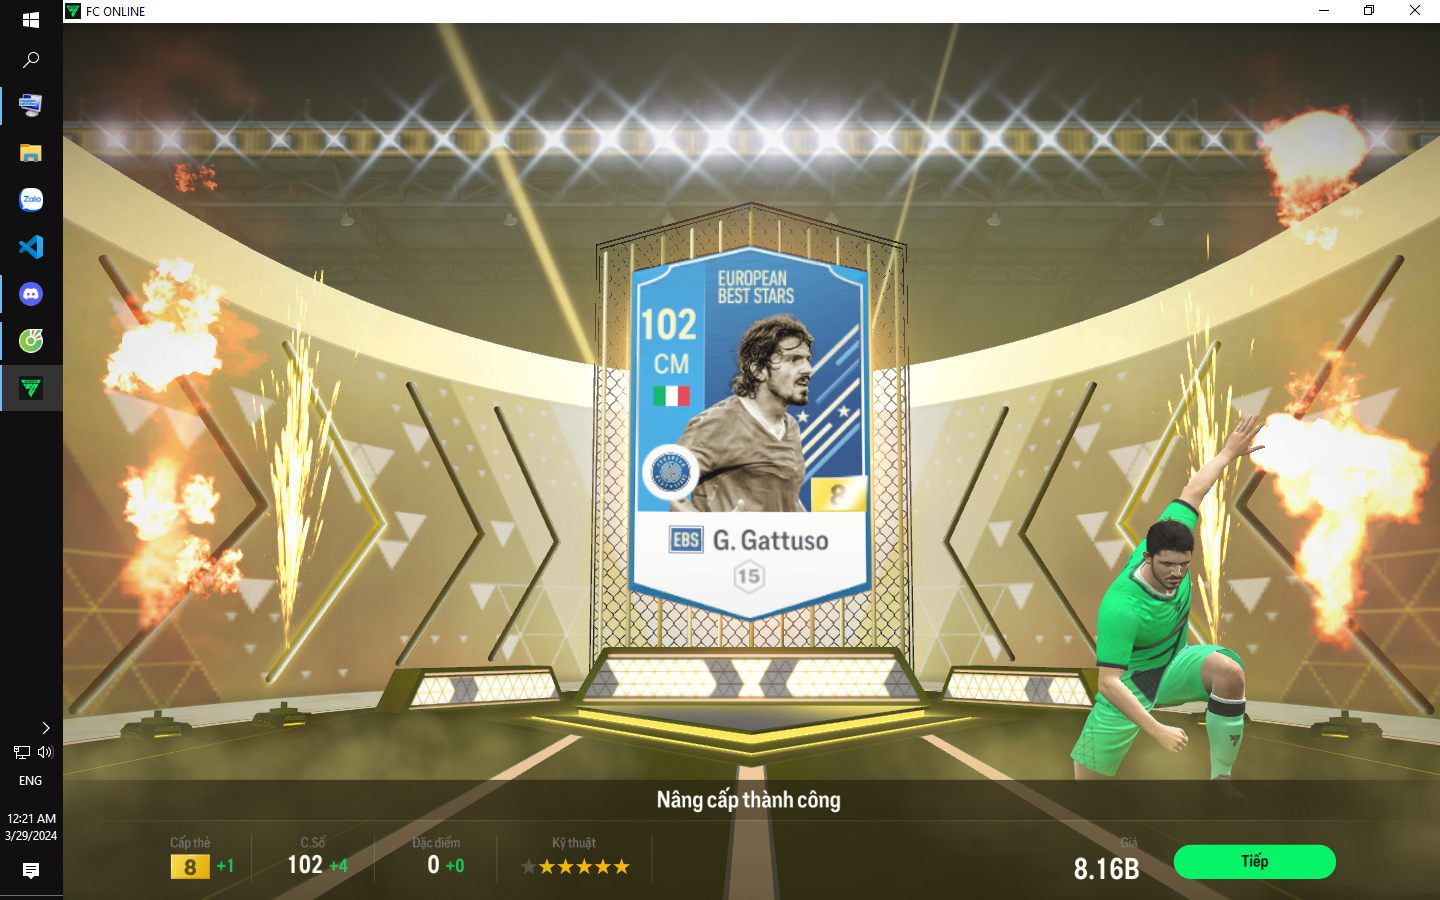 FC ONLINE
Zalo
EUROPEAN
BEST STARS
102
CM
8
EBS G. Gattuso
15
Nâng cấp thành công
Cấp thẻ
8 +1
C.Số
102 +4
Đặc điểm
0 +0
Kỹ thuật
Giá
8.16B
Tiếp
ENG
12:21 AM
3/29/2024